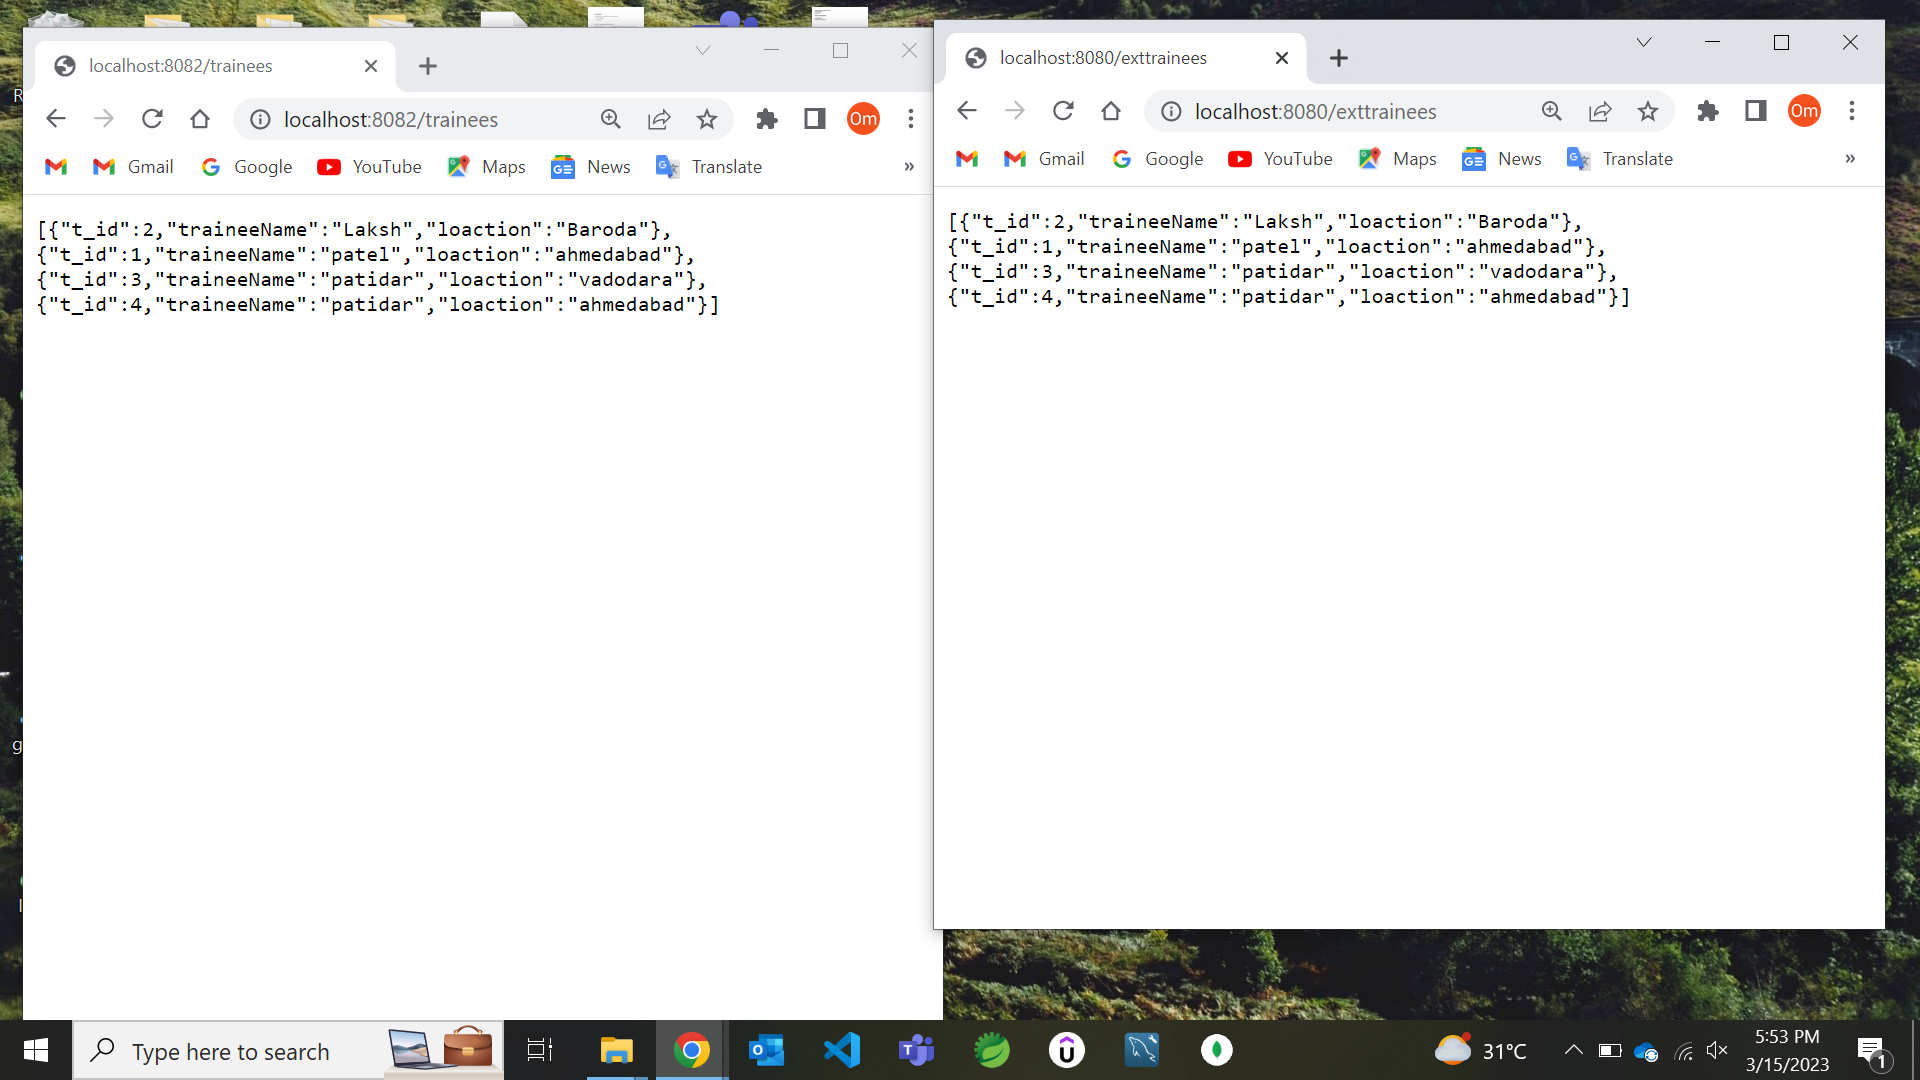 localhost:8082/trainees
localhost:8082/trainees
Om
Gmail Google YouTube Maps News Translate »
[{"t_id":2,"traineeName":"Laksh","loaction":"Baroda"},
{"t_id":1,"traineeName":"patel","loaction":"ahmedabad"},
{"t_id":3,"traineeName":"patidar","loaction":"vadodara"},
{"t_id":4,"traineeName":"patidar","loaction":"ahmedabad"}]
localhost:8080/exttrainees
localhost:8080/exttrainees
Om
Gmail Google YouTube Maps News Translate »
[{"t_id":2,"traineeName":"Laksh","loaction":"Baroda"},
{"t_id":1,"traineeName":"patel","loaction":"ahmedabad"},
{"t_id":3,"traineeName":"patidar","loaction":"vadodara"},
{"t_id":4,"traineeName":"patidar","loaction":"ahmedabad"}]
R
g
Type here to search
31°C
5:53 PM
3/15/2023
1